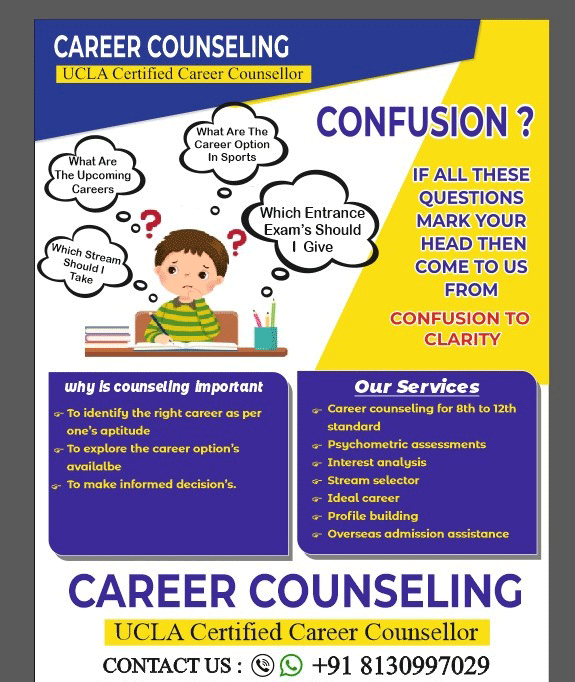 CAREER COUNSELING
UCLA Certified Career Counsellor
CONFUSION ?
What Are The
Career Option
In Sports
What Are
The Upcoming
Careers
Which Entrance
Exam's Should
I Give
Which Stream
Should I
Take
?
?
IF ALL THESE
QUESTIONS
MARK YOUR
HEAD THEN
COME TO US
FROM
CONFUSION TO
CLARITY
why is counseling important
To identify the right career as per
one's aptitude
To explore the career option's
availalbe
To make informed decision's.
Our Services
Career counseling for 8th to 12th
standard
Psychometric assessments
Interest analysis
Stream selector
Ideal career
Profile building
Overseas admission assistance
CAREER COUNSELING
UCLA Certified Career Counsellor
CONTACT US : +91 8130997029